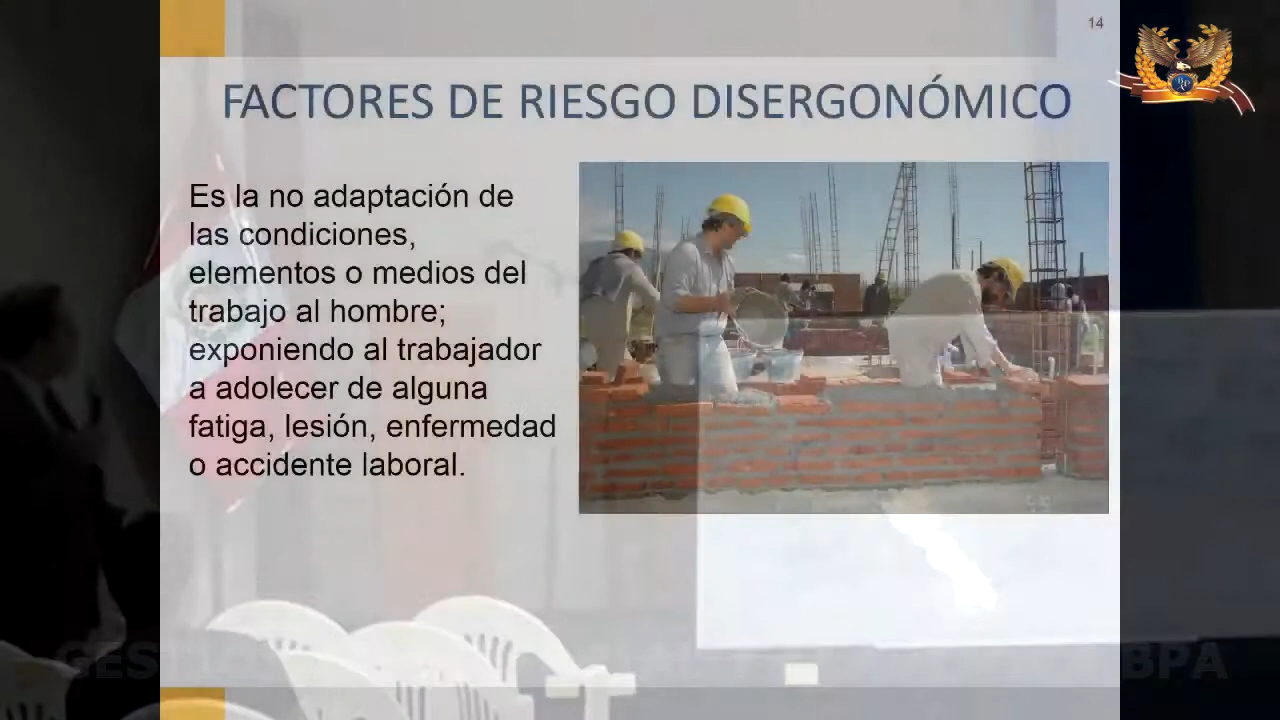 14
FACTORES DE RIESGO DISERGONÓMICO
Es la no adaptación de
las condiciones,
elementos o medios del
trabajo al hombre;
exponiendo al trabajador
a adolecer de alguna
fatiga, lesión, enfermedad
o accidente laboral.